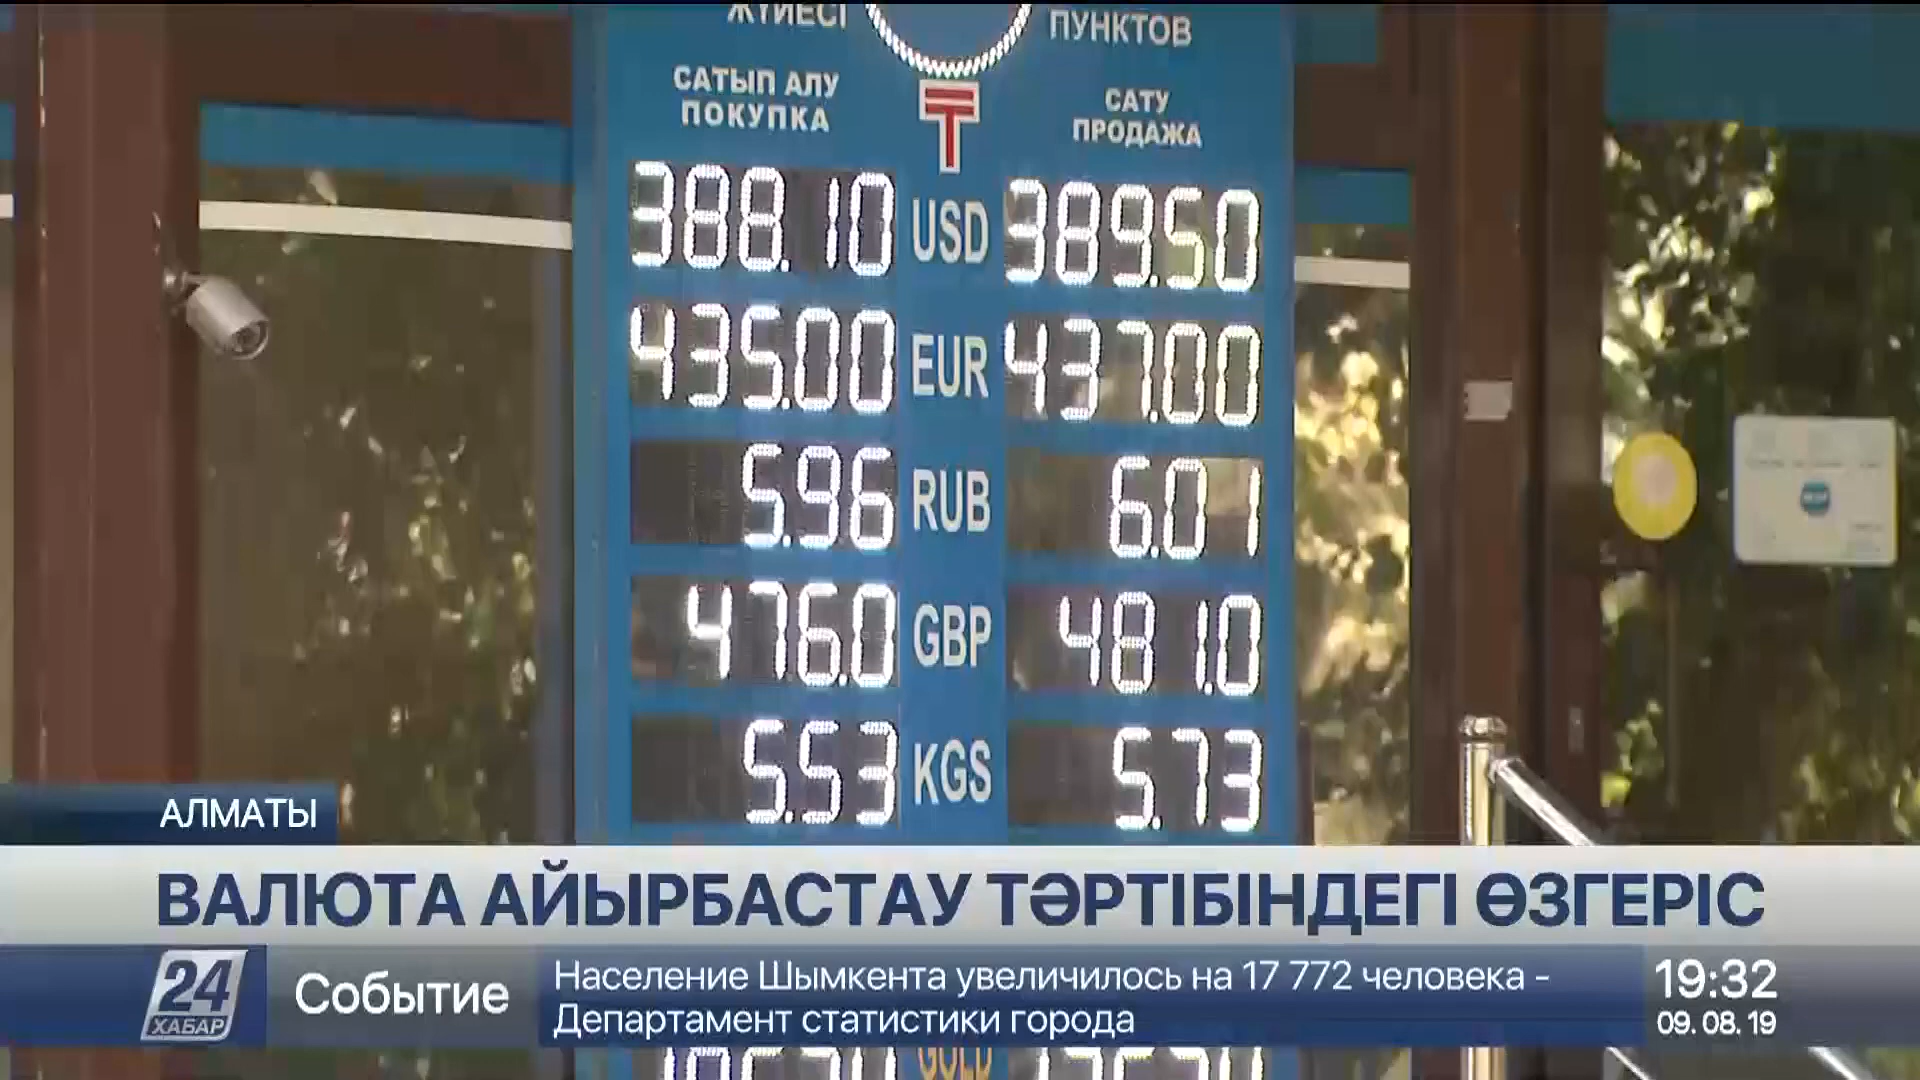 ЖҮЙЕСІ
ПУНКТОВ
САТЫП АЛУ
ПОКУПКА
САТУ
ПРОДАЖА
388.10 USD 389.50
435.00 EUR 437.00
5.96 RUB 6.01
476.0 GBP 481.0
5.53 KGS 5.73
АЛМАТЫ
ВАЛЮТА АЙЫРБАСТАУ ТӘРТІБІНДЕГІ ӨЗГЕРІС
24
ХАБАР
Событие
Население Шымкента увеличилось на 17 772 человека -
Департамент статистики города
19:32
09. 08. 19
GOLD